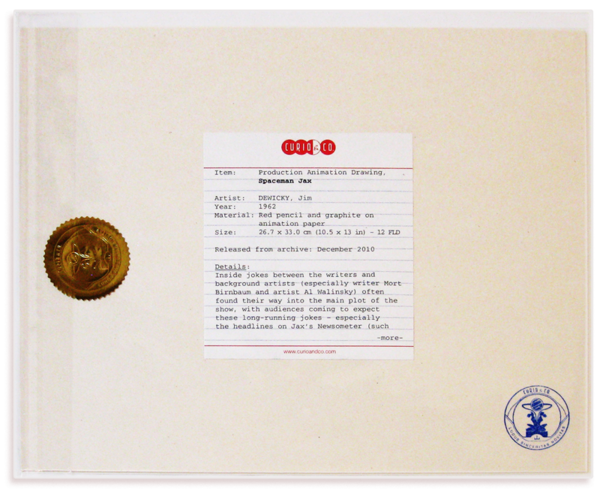 CURIO & CO
Item: Production Animation Drawing,
Spaceman Jax
Artist: DEWICKY, Jim
Year: 1962
Material: Red pencil and graphite on
animation paper
Size: 26.7 x 33.0 cm (10.5 x 13 in) - 12 FLD
Released from archive: December 2010
Details:
Inside jokes between the writers and
background artists (especially writer Mort
Birnbaum and artist Al Walinsky) often
found their way into the main plot of the
show, with audiences coming to expect
these long-running jokes – especially
the headlines on Jax's Newsometer (such
-more-
www.curioandco.com
CURIO & CO